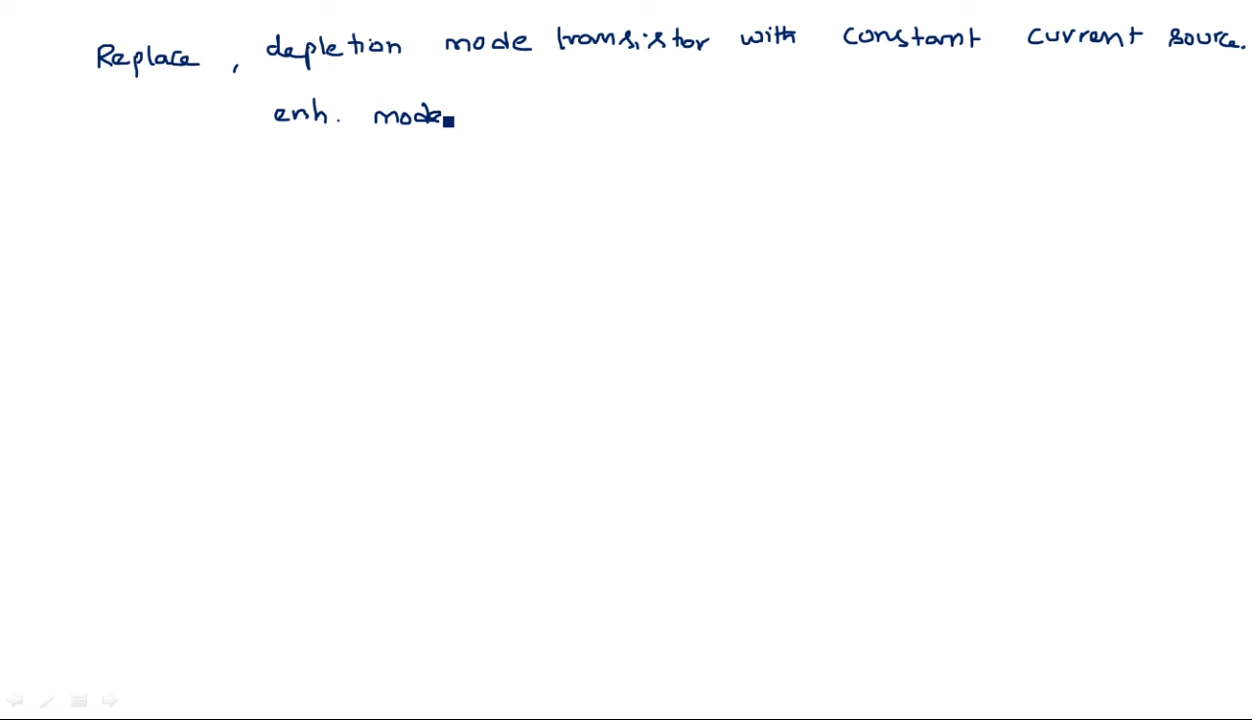 Replace, depletion mode transistor with constant current source.
enh. mode